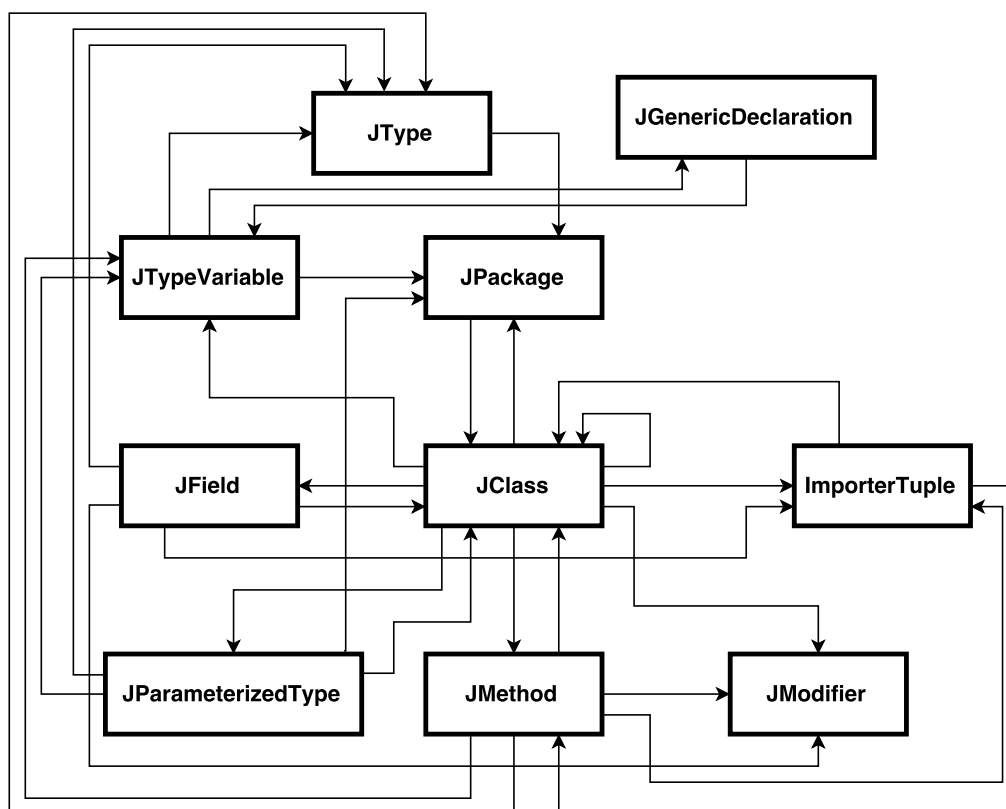 JGenericDeclaration
JType
JTypeVariable
JPackage
JField
JClass
ImporterTuple
JParameterizedType
JMethod
JModifier